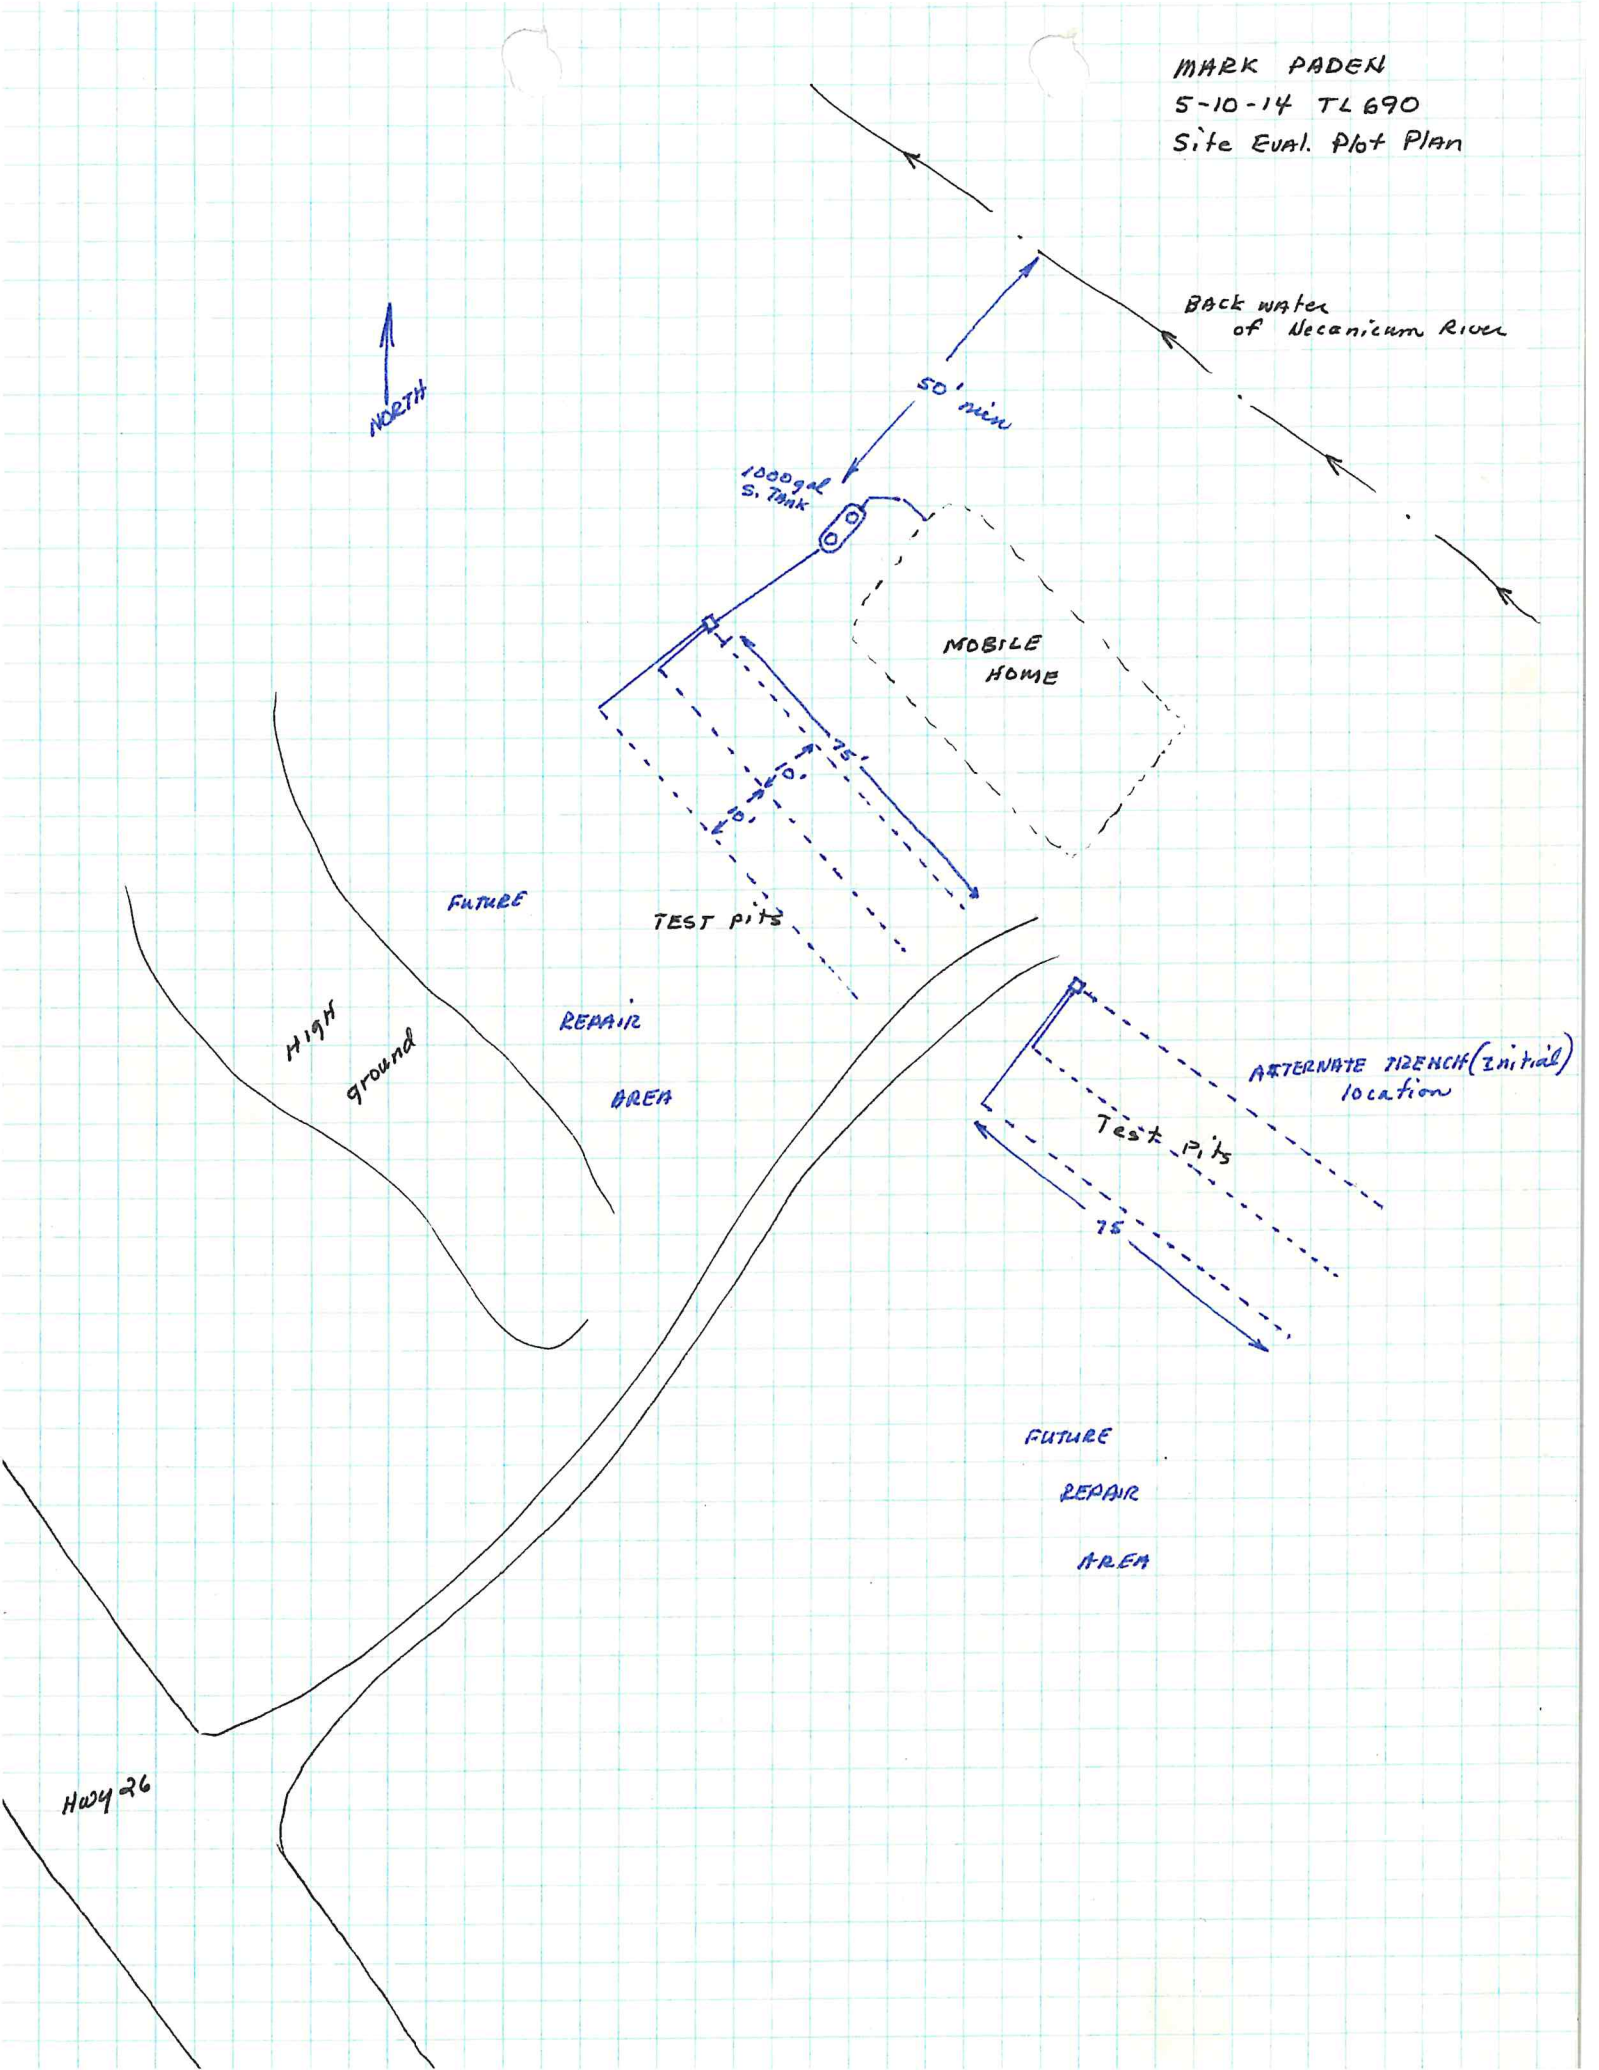 MARK PADEN
5-10-14 TL 690
Site Eval. Plot Plan
BACK water
of Necanicum River
NORTH
50' min
1000 gal
S. TANK
MOBILE
HOME
75'
10'
10'
FUTURE
TEST pits
REPAIR
AREA
HIGH
ground
ALTERNATE TRENCH (Initial)
location
Test pits
75
FUTURE
REPAIR
AREA
Hwy 26